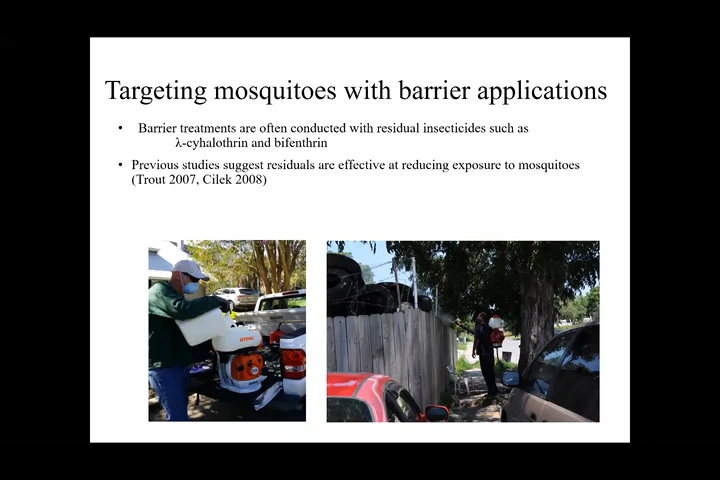 Targeting mosquitoes with barrier applications
• Barrier treatments are often conducted with residual insecticides such as
λ-cyhalothrin and bifenthrin
• Previous studies suggest residuals are effective at reducing exposure to mosquitoes
(Trout 2007, Cilek 2008)
STIHL